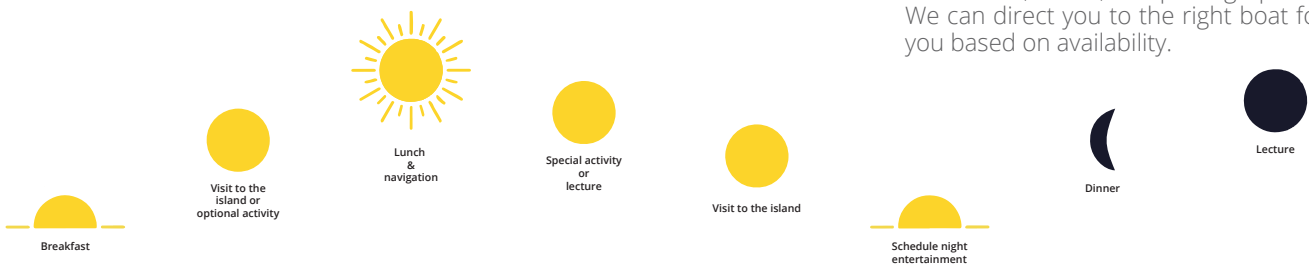 We can direct you to the right boat
you based on availability.
Breakfast
Visit to the
island or
optional activity
Lunch
&
navigation
Special activity
or
lecture
Visit to the island
Schedule night
entertainment
Dinner
Lecture